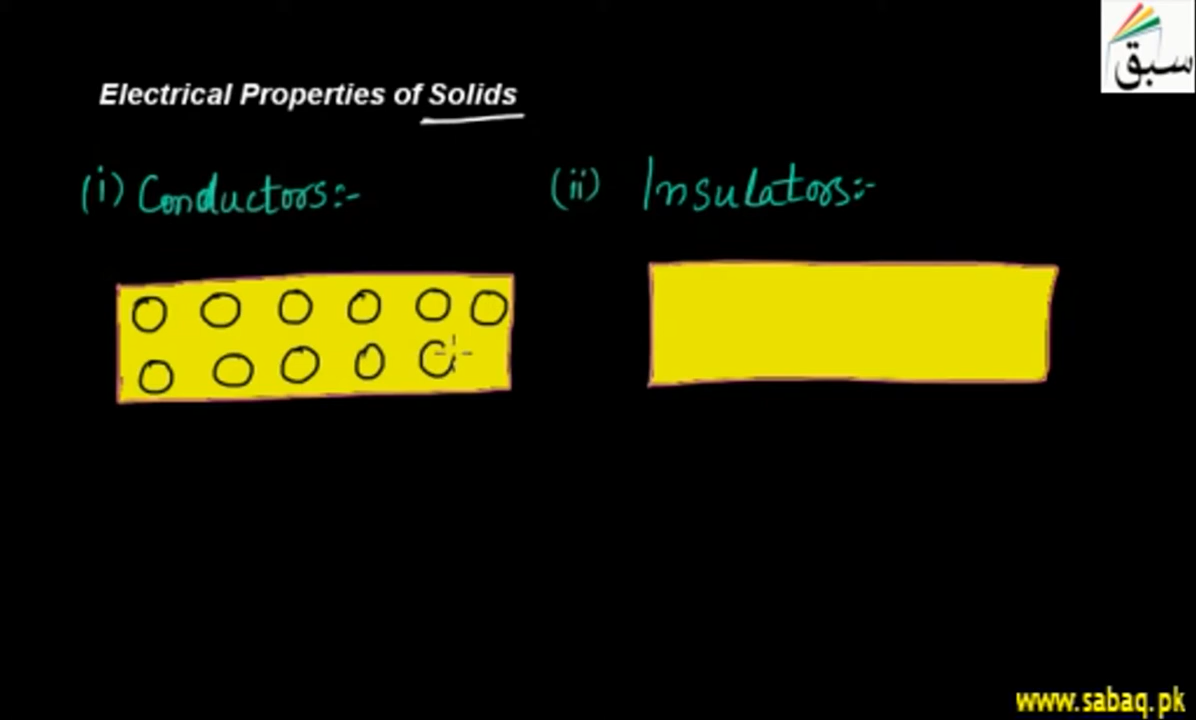 سبق
Electrical Properties of Solids
(i) Conductors:-
(ii) Insulators:-
www.sabaq.pk